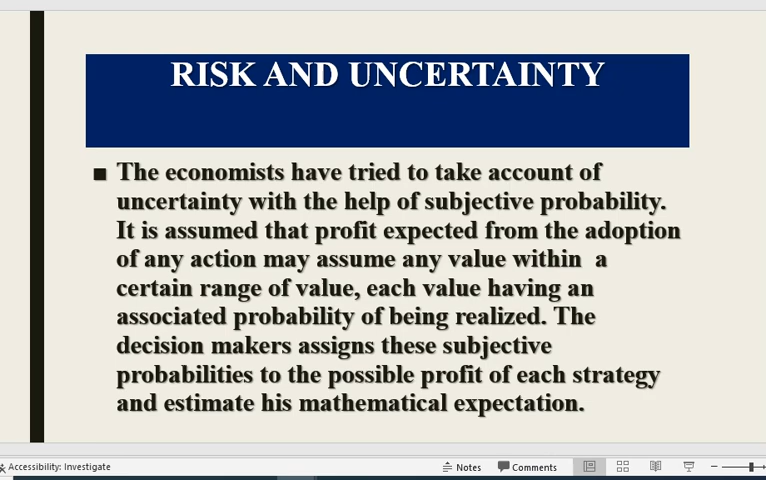 RISK AND UNCERTAINTY
■ The economists have tried to take account of
uncertainty with the help of subjective probability.
It is assumed that profit expected from the adoption
of any action may assume any value within a
certain range of value, each value having an
associated probability of being realized. The
decision makers assigns these subjective
probabilities to the possible profit of each strategy
and estimate his mathematical expectation.
Accessibility: Investigate
Notes
Comments